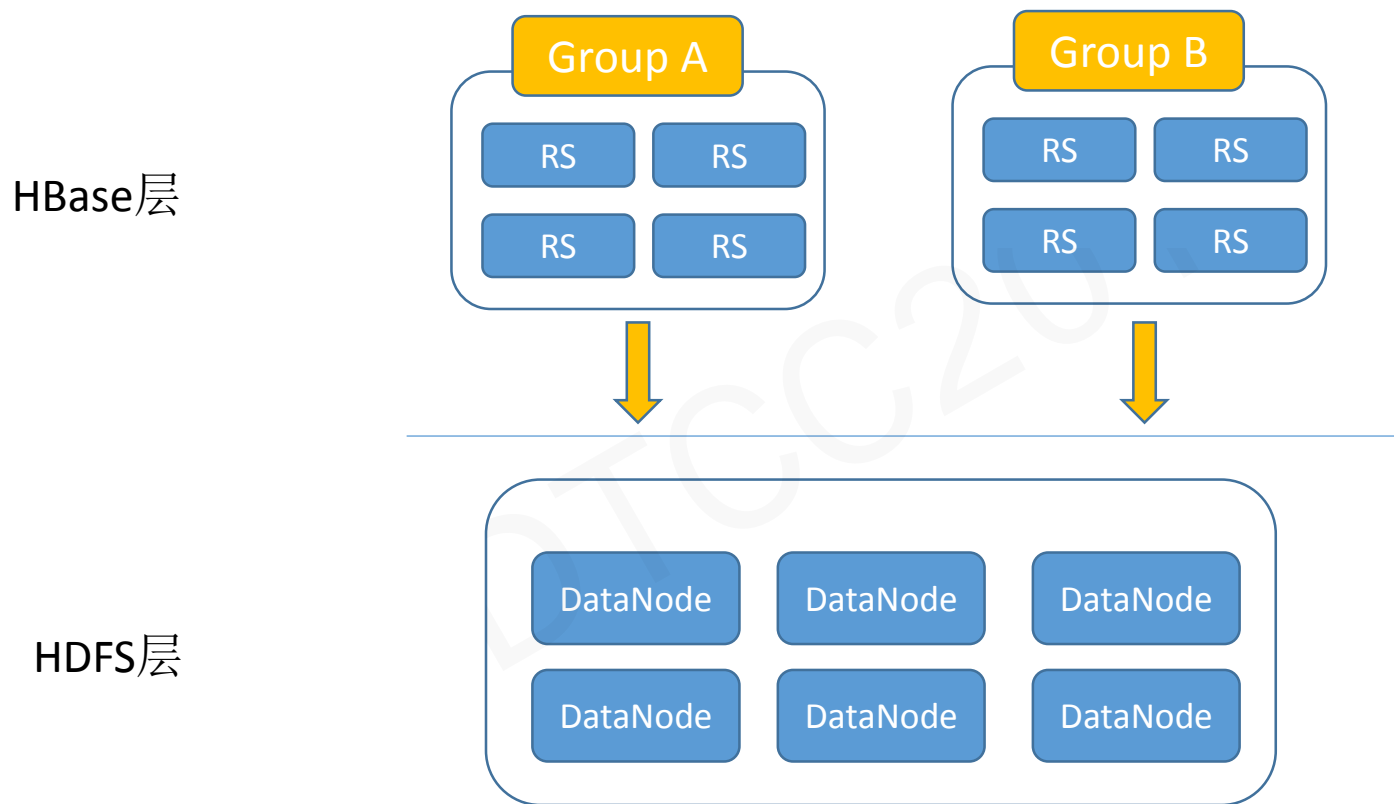 Group A
Group B
RS RS RS RS
HBase层
RS RS RS RS
DataNode DataNode DataNode
HDFS层
DataNode DataNode DataNode